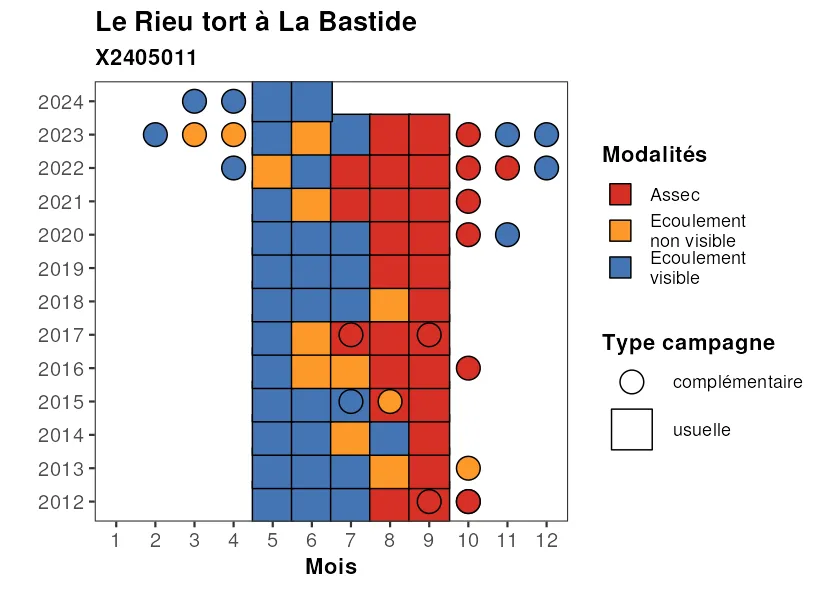 Le Rieu tort à La Bastide
X2405011
2024
2023
2022
2021
2020
2019
2018
2017
2016
2015
2014
2013
2012
1 2 3 4 5 6 7 8 9 10 11 12
Mois
Modalités
Assec
Ecoulement
non visible
Ecoulement
visible
Type campagne
complémentaire
usuelle